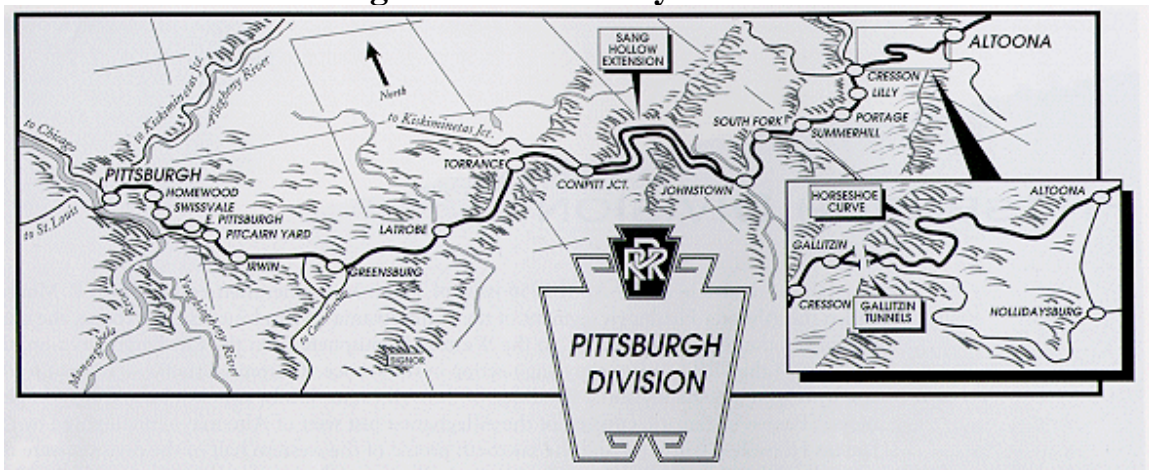 SANG
HOLLOW
EXTENSION
ALTOONA
CRESSON
LILLY
PORTAGE
SUMMERHILL
SOUTH FORK
North
to Kiskiminetas Jct.
Allegheny River
to Kiskiminetas Jct.
to Chicago
TORRANCE
CONPITT JCT.
JOHNSTOWN
PITTSBURGH
HOMEWOOD
SWISSVALE
E. PITTSBURGH
PITCAIRN YARD
to St. Louis
LATROBE
IRWIN
GREENSBURG
Monongahela River
Youghiogheny River
SIGNOR
PRR
PITTSBURGH
DIVISION
HORSESHOE
CURVE
ALTOONA
GALLITZIN
CRESSON
GALLITZIN
TUNNELS
HOLLIDAYSBURG